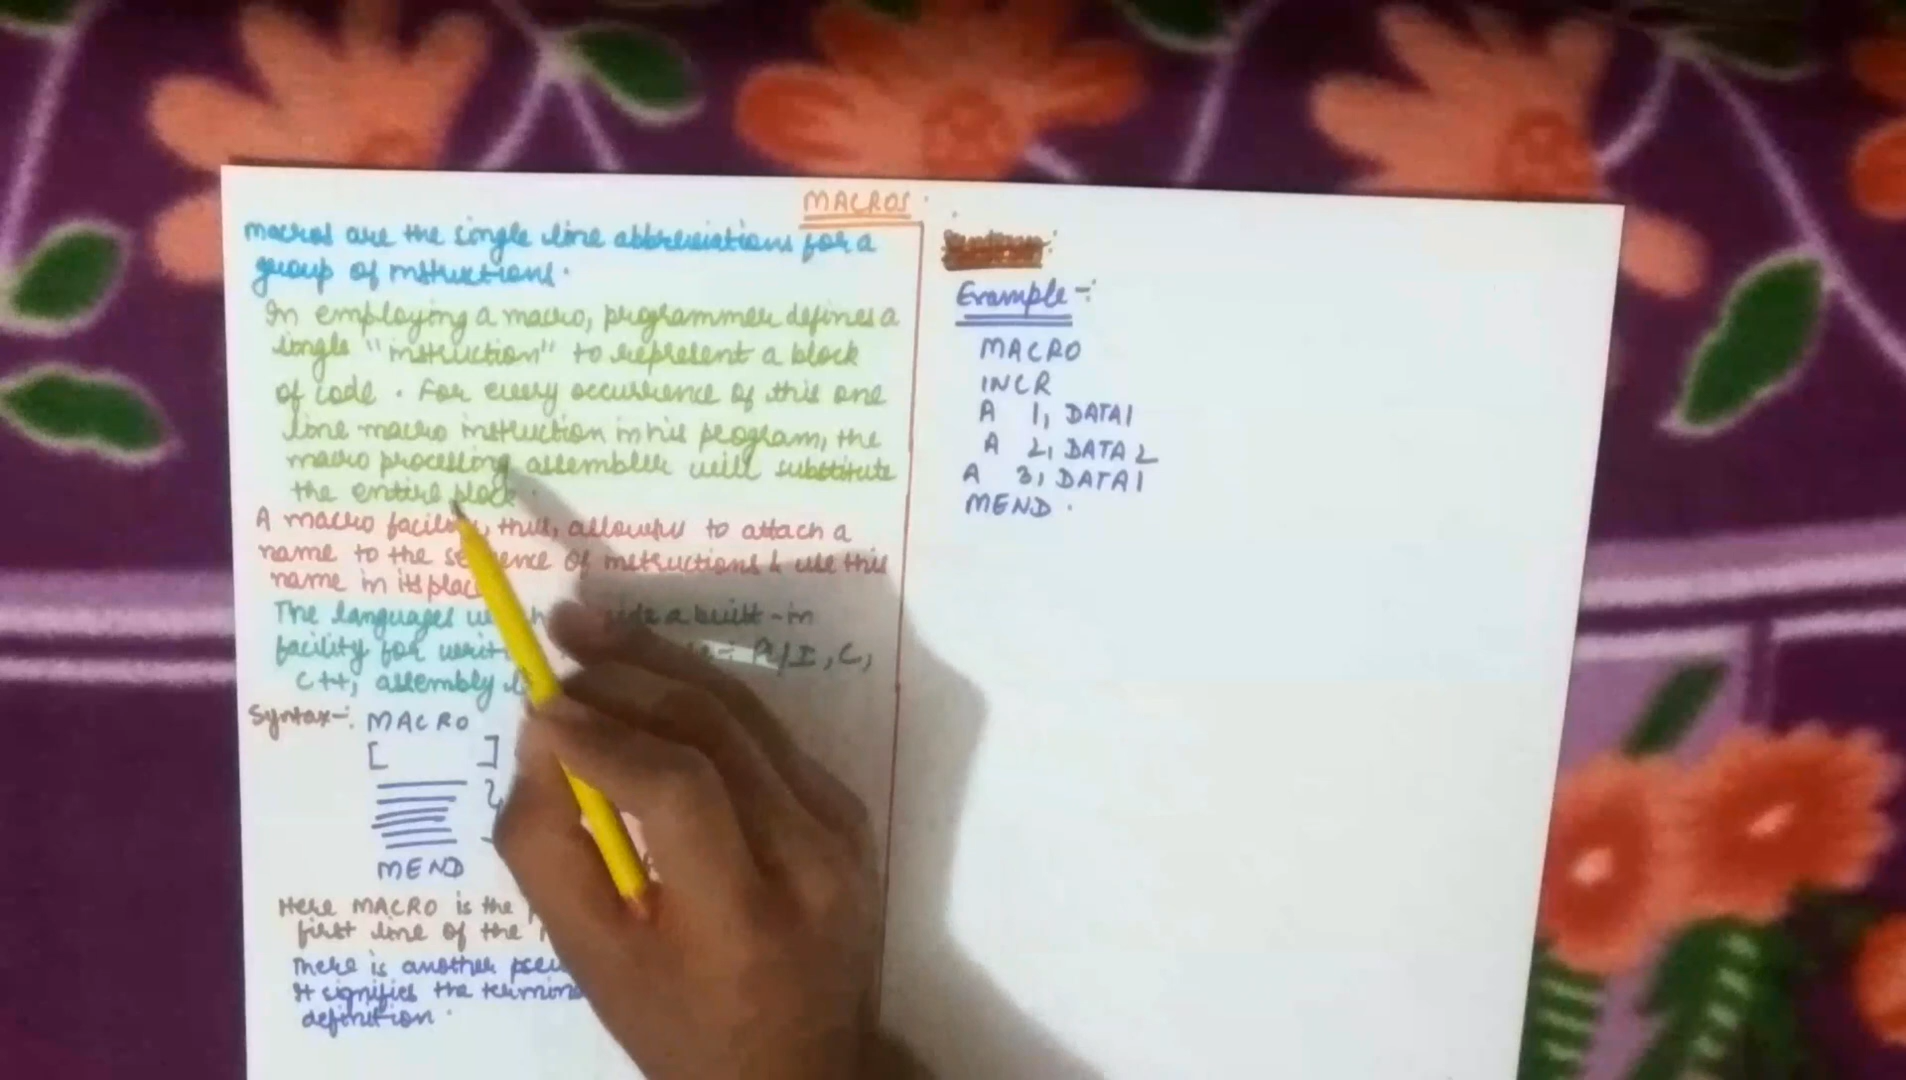 MACROS.
macros are the single line abbreviations for a
group of instructions.
In employing a macro, programmer defines a
single "instruction" to represent a block
of code. For every occurrence of this one
line macro instruction in his program, the
macro processing assembler will substitute
the entire block.
A macro facility, thus, allows to attach a
name to the sequence of instructions & use this
name in its place
The languages a built-in
facility for PL/I, C,
C++, assembly
Syntax-: MACRO
[ ]
MEND
Here MACRO is the
first line of the
There is another
It signifies the
definition.
Example-:
MACRO
INCR
A 1, DATA1
A 2, DATA2
A 3, DATA1
MEND.